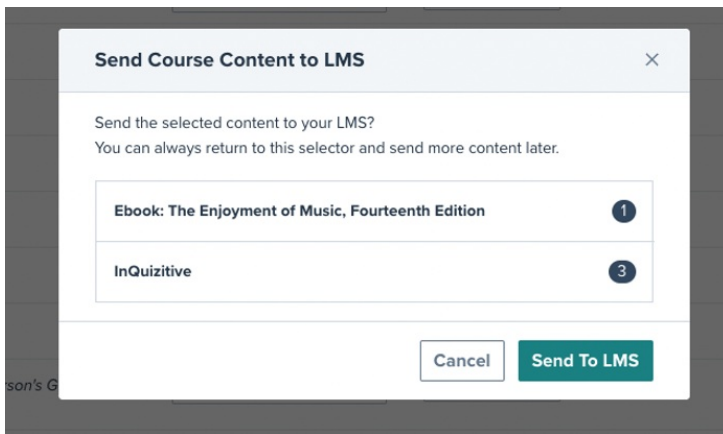 Send Course Content to LMS
Send the selected content to your LMS?
You can always return to this selector and send more content later.
Ebook: The Enjoyment of Music, Fourteenth Edition 1
InQuizitive 3
Cancel Send To LMS
rson's G